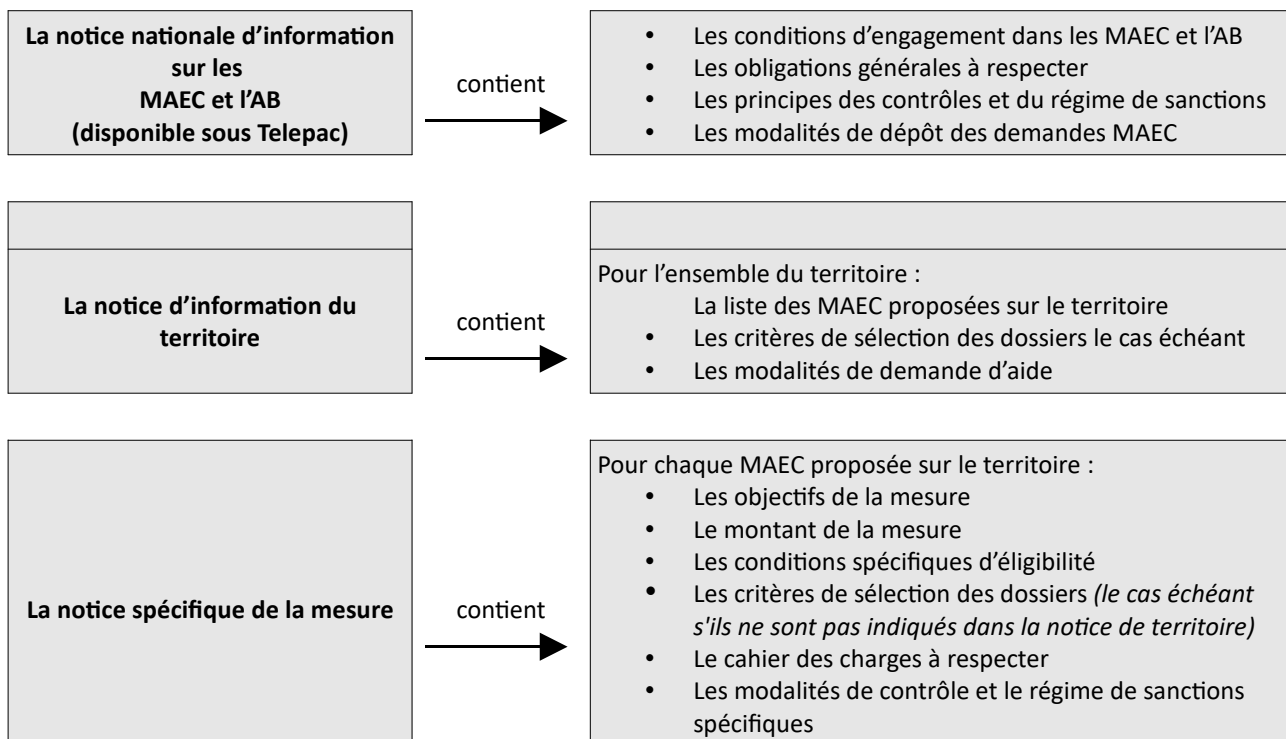 La notice nationale d’information
sur les
MAEC et l’AB
(disponible sous Telepac)
contient
• Les conditions d’engagement dans les MAEC et l’AB
• Les obligations générales à respecter
• Les principes des contrôles et du régime de sanctions
• Les modalités de dépôt des demandes MAEC
La notice d’information du
territoire
contient
Pour l’ensemble du territoire :
La liste des MAEC proposées sur le territoire
• Les critères de sélection des dossiers le cas échéant
• Les modalités de demande d’aide
La notice spécifique de la mesure
contient
Pour chaque MAEC proposée sur le territoire :
• Les objectifs de la mesure
• Le montant de la mesure
• Les conditions spécifiques d’éligibilité
• Les critères de sélection des dossiers (le cas échéant
s'ils ne sont pas indiqués dans la notice de territoire)
• Le cahier des charges à respecter
• Les modalités de contrôle et le régime de sanctions
spécifiques